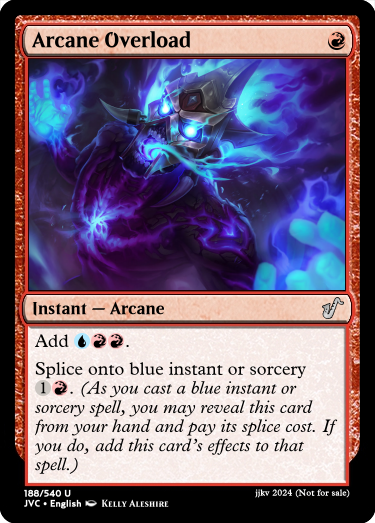 Arcane Overload
Instant — Arcane
Add .
Splice onto blue instant or sorcery
1. (As you cast a blue instant or
sorcery spell, you may reveal this card
from your hand and pay its splice cost. If
you do, add this card's effects to that
spell.)
188/540 U
JVC • English Kelly Aleshire
jjkv 2024 (Not for sale)